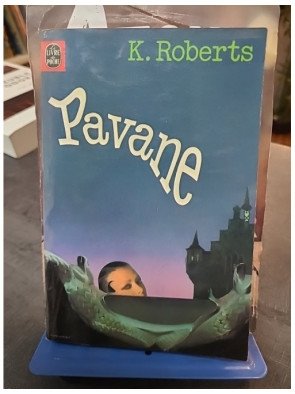 LE LIVRE
DE POCHE
K. Roberts
Pavane